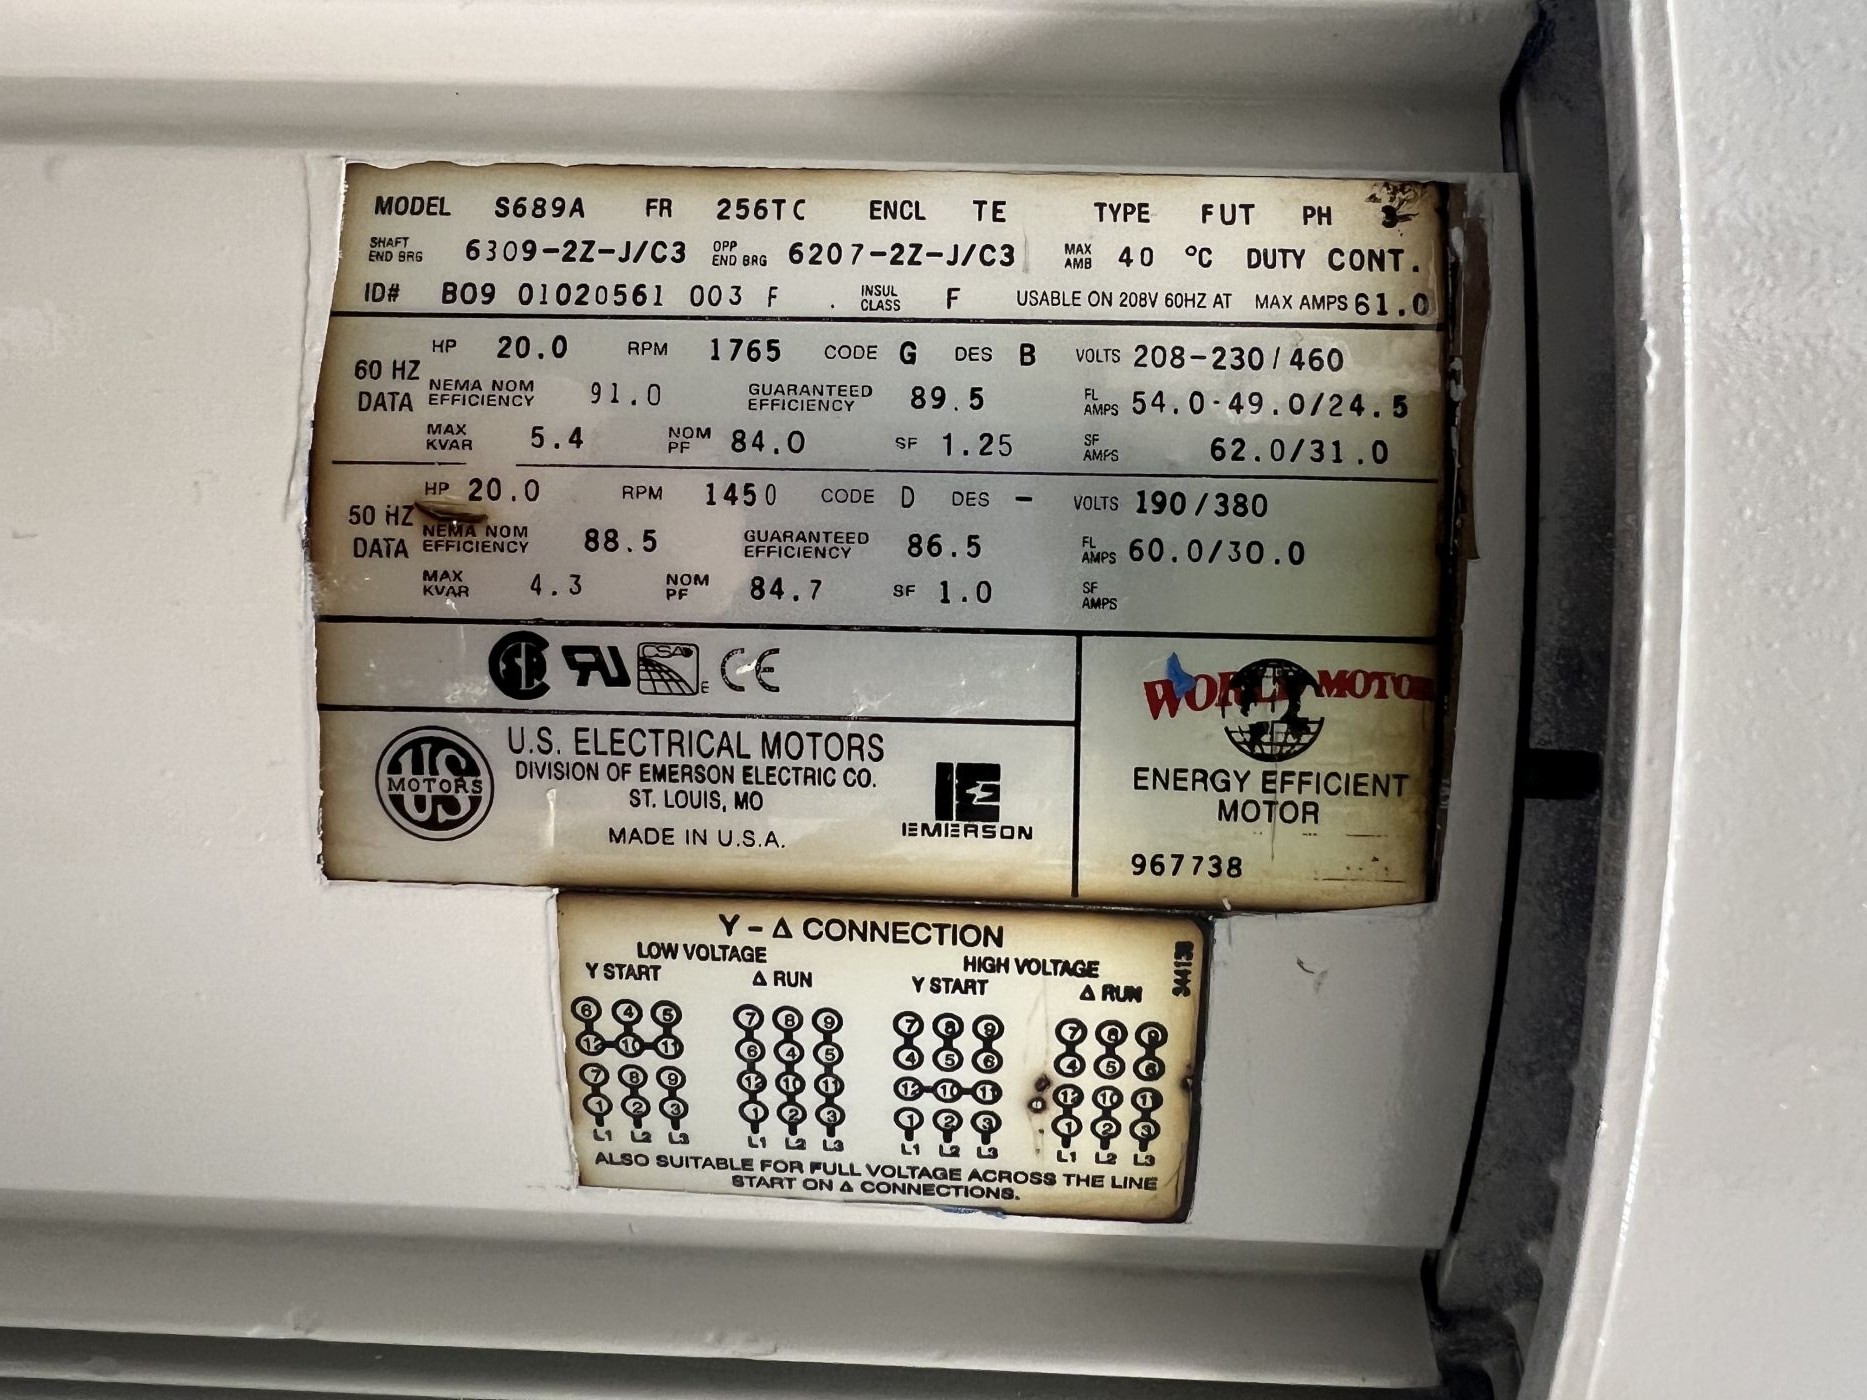 MODEL S689A FR 256TC ENCL TE TYPE FUT PH 3
SHAFT END BRG 6309-2Z-J/C3 OPP END BRG 6207-2Z-J/C3 MAX AMB 40 °C DUTY CONT.
ID# B09 01020561 003 F . INSUL CLASS F USABLE ON 208V 60HZ AT MAX AMPS 61.0
60 HZ DATA
HP 20.0 RPM 1765 CODE G DES B VOLTS 208-230/460
NEMA NOM EFFICIENCY 91.0 GUARANTEED EFFICIENCY 89.5 FL AMPS 54.0-49.0/24.5
MAX KVAR 5.4 NOM PF 84.0 SF 1.25 SF AMPS 62.0/31.0
50 HZ DATA
HP 20.0 RPM 1450 CODE D DES - VOLTS 190/380
NEMA NOM EFFICIENCY 88.5 GUARANTEED EFFICIENCY 86.5 FL AMPS 60.0/30.0
MAX KVAR 4.3 NOM PF 84.7 SF 1.0 SF AMPS
CSA E CE
US MOTORS
U.S. ELECTRICAL MOTORS
DIVISION OF EMERSON ELECTRIC CO.
ST. LOUIS, MO
MADE IN U.S.A.
EMERSON
WORLD MOTOR
ENERGY EFFICIENT
MOTOR
967738
Y - Δ CONNECTION
LOW VOLTAGE HIGH VOLTAGE
Y START Δ RUN Y START Δ RUN
6 4 5 7 8 9 7 8 9 7 8 9
12 10 11 6 4 5 4 5 6 4 5 6
7 8 9 12 10 11 12 10 11 12 10 11
1 2 3 1 2 3 1 2 3 1 2 3
L1 L2 L3 L1 L2 L3 L1 L2 L3 L1 L2 L3
ALSO SUITABLE FOR FULL VOLTAGE ACROSS THE LINE
START ON Δ CONNECTIONS.